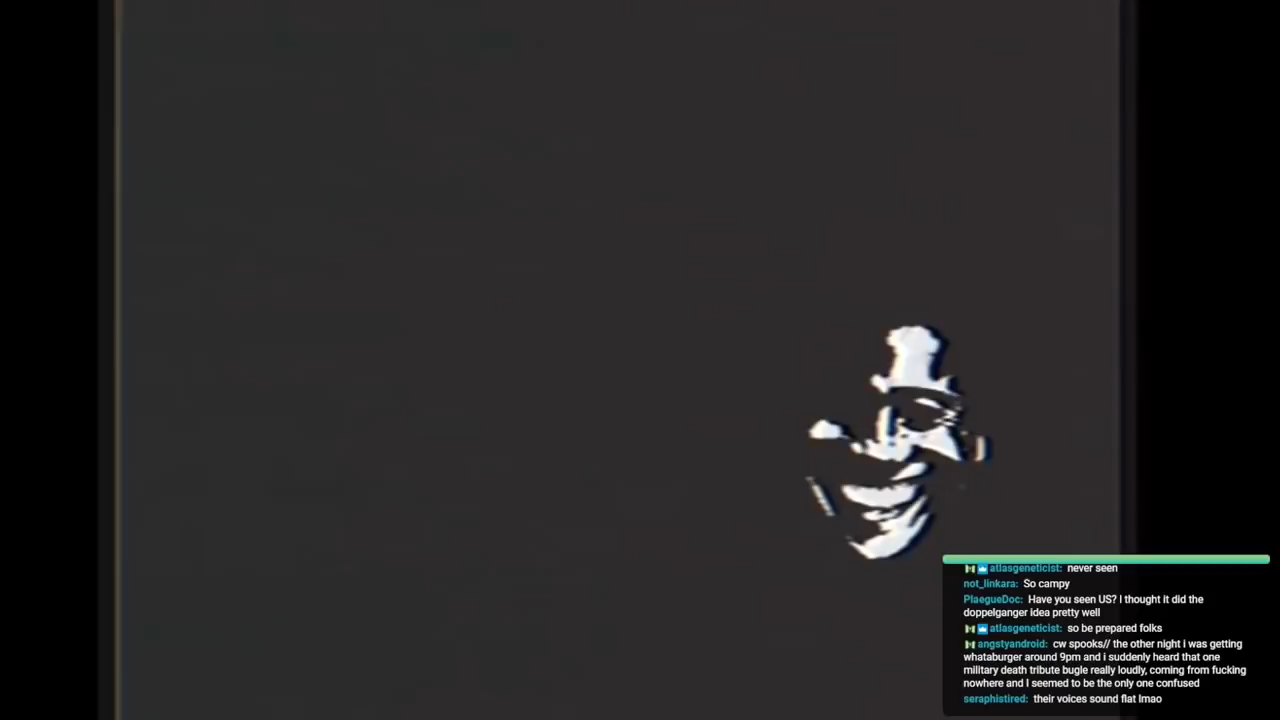 atlasgeneticist: never seen
not_linkara: So campy
PlaegueDoc: Have you seen US? I thought it did the
doppelganger idea pretty well
atlasgeneticist: so be prepared folks
angstyandroid: cw spooks// the other night i was getting
whataburger around 9pm and i suddenly heard that one
military death tribute bugle really loudly, coming from fucking
nowhere and I seemed to be the only one confused
seraphistired: their voices sound flat lmao